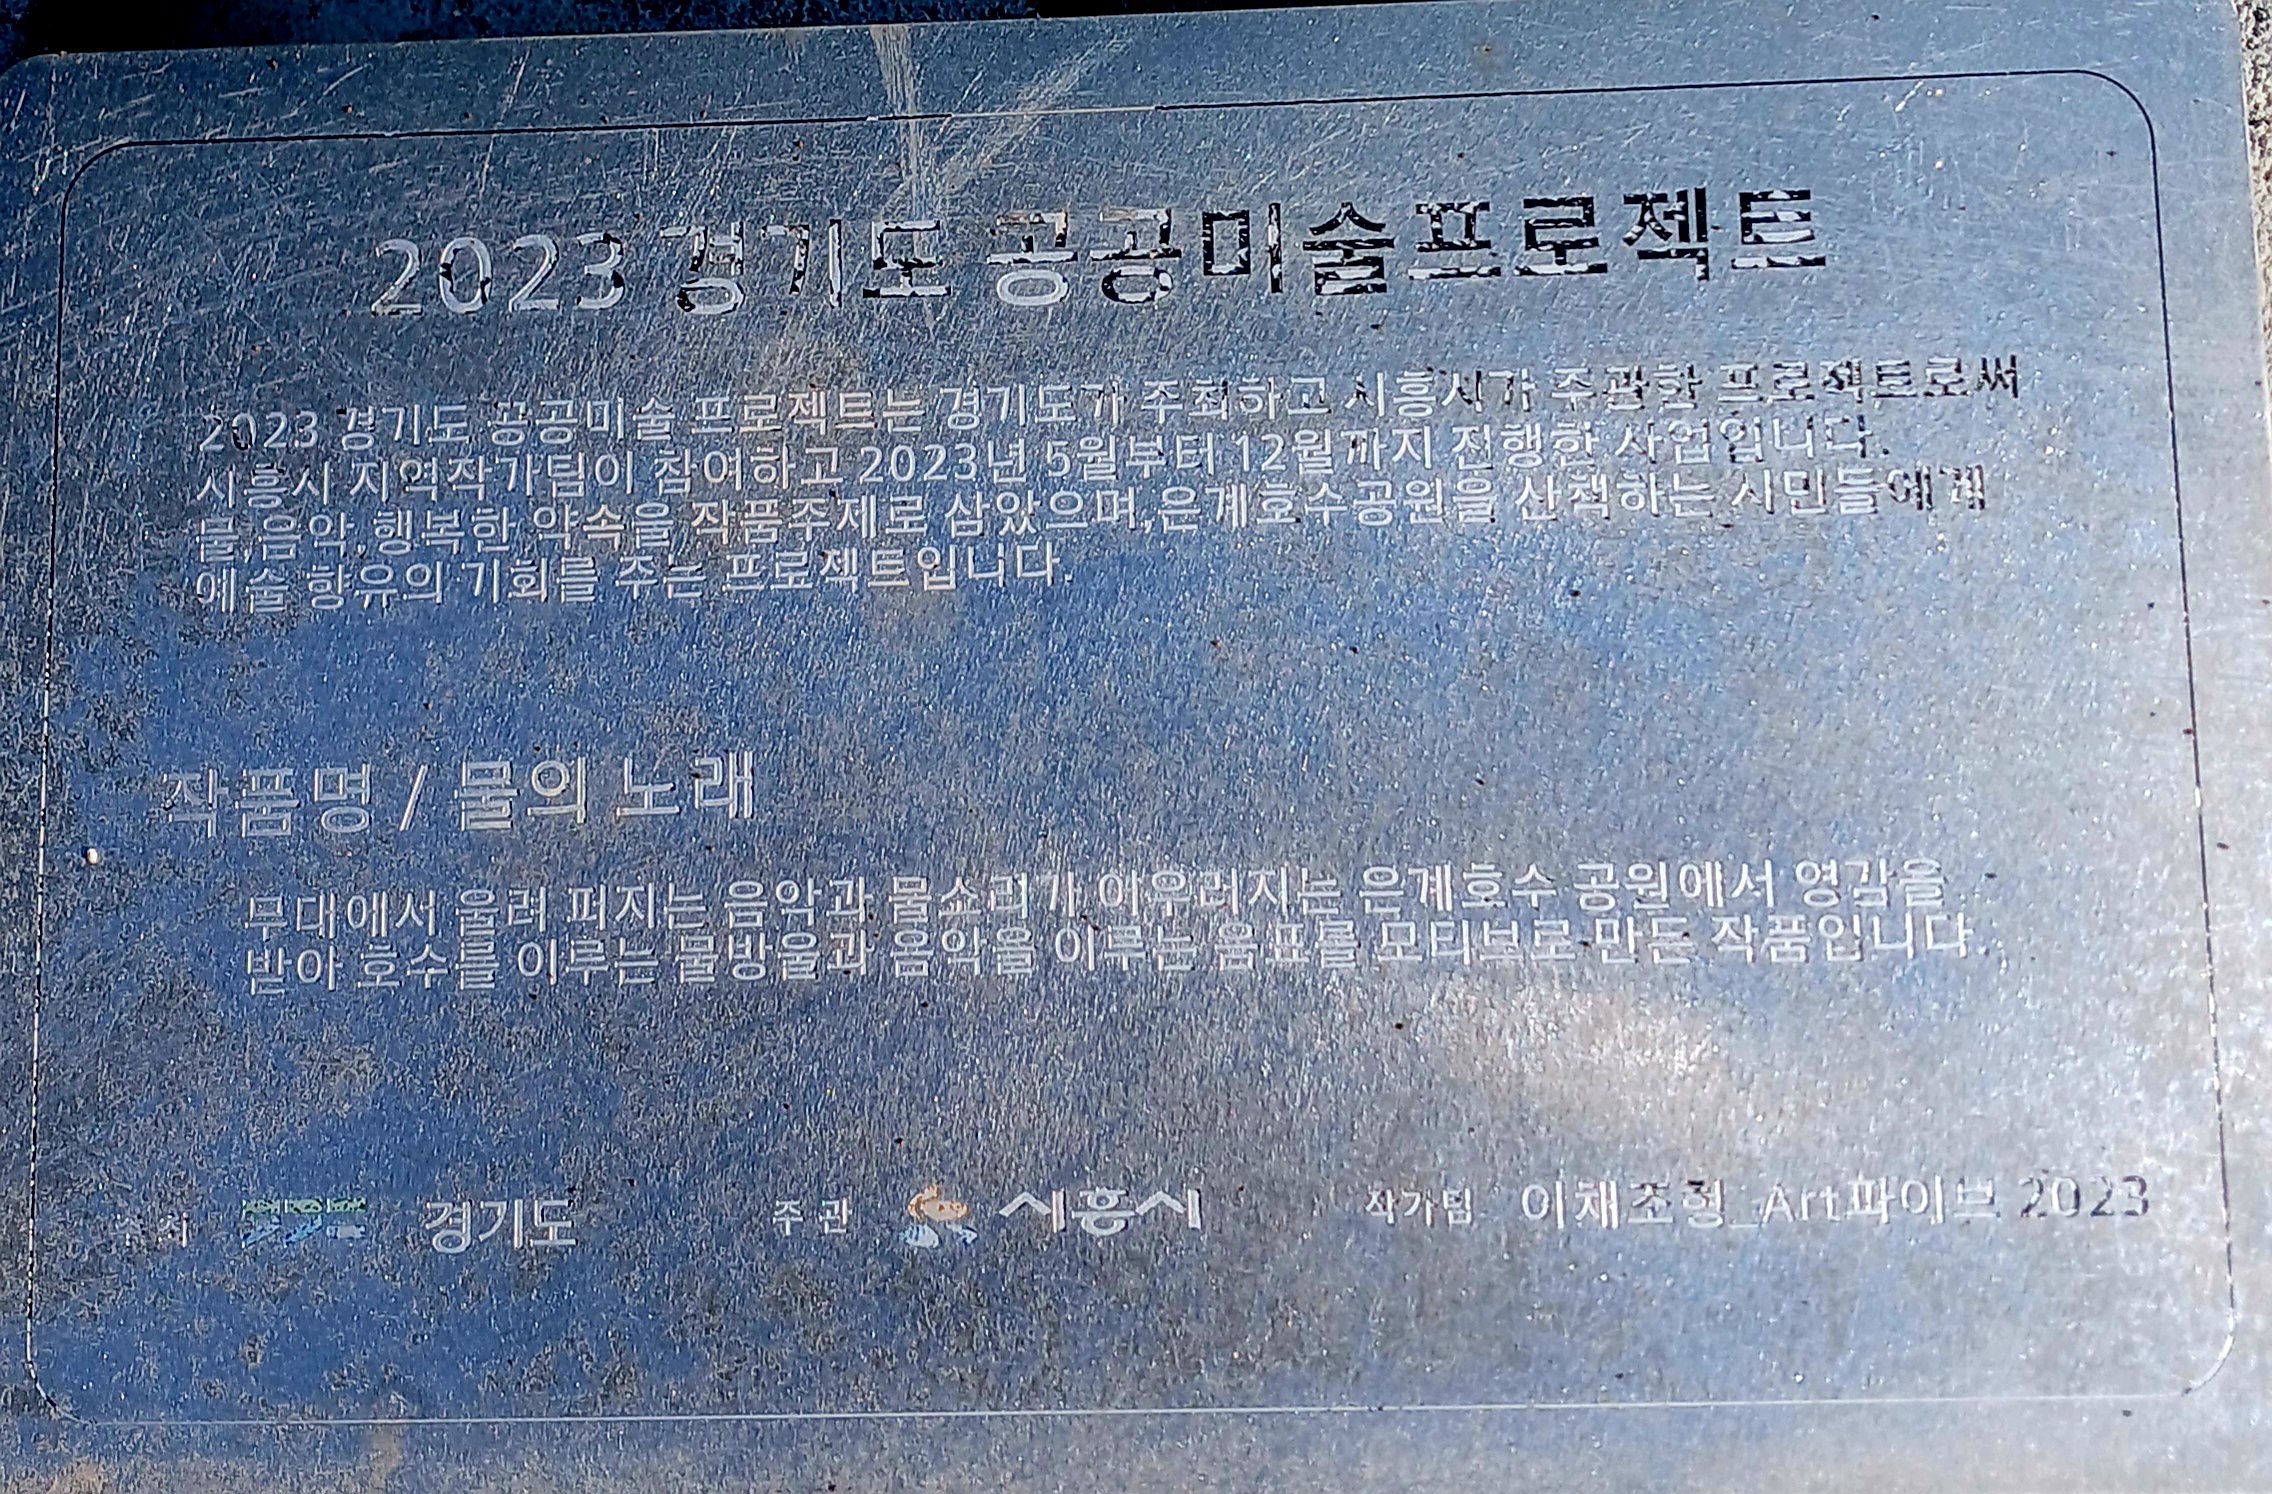 2023 경기도 공공미술프로젝트
2023 경기도 공공미술 프로젝트는 경기도가 주최하고 시흥시가 주관한 프로젝트로써
시흥시 지역작가팀이 참여하고 2023년 5월부터 12월까지 진행한 사업입니다.
물,음악,행복한 약속을 작품주제로 삼았으며,은계호수공원을 산책하는 시민들에게
예술 향유의 기회를 주는 프로젝트입니다.
작품명 / 물의 노래
무대에서 울려 퍼지는 음악과 물소리가 어우러지는 은계호수 공원에서 영감을
받아 호수를 이루는 물방울과 음악을 이루는 음표를 모티브로 만든 작품입니다.
주최 경기도 주관 시흥시 작가팀 이채조형_Art파이브 2023